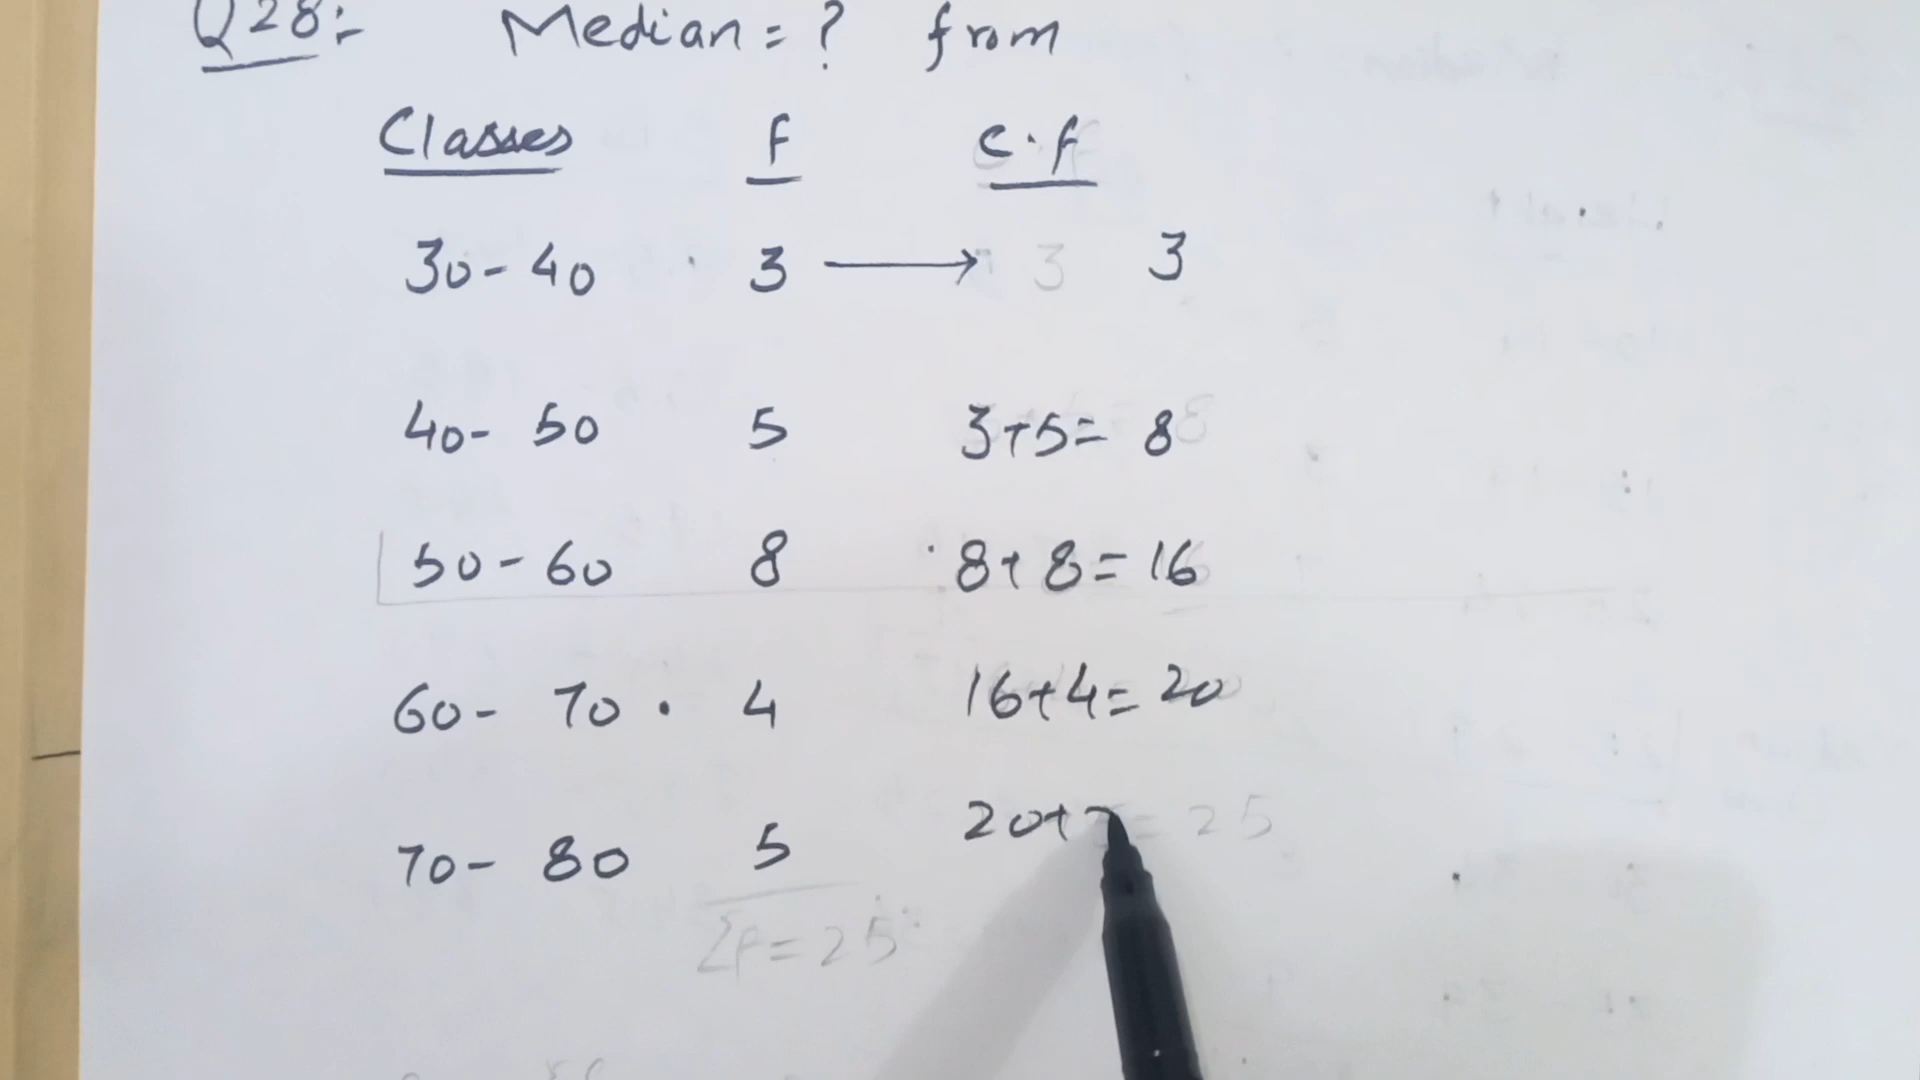 Q28:- Median = ? from
Classes f c.f
30 - 40 3 → 3 3
40 - 50 5 3+5= 8
50 - 60 8 8+8= 16
60 - 70 4 16+4= 20
70 - 80 5 20+ = 25
Σf = 25